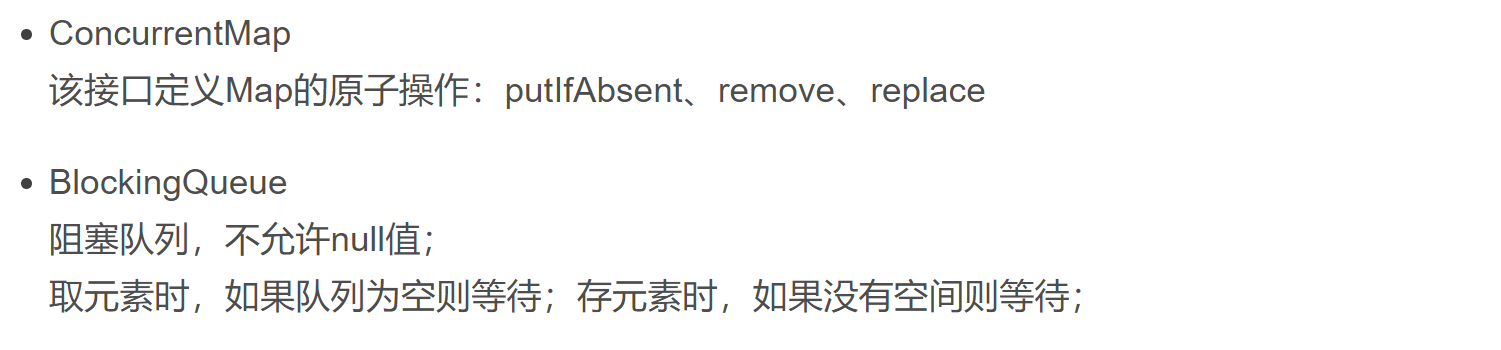 ConcurrentMap
该接口定义Map的原子操作：putIfAbsent、remove、replace
BlockingQueue
阻塞队列，不允许null值；
取元素时，如果队列为空则等待；存元素时，如果没有空间则等待；